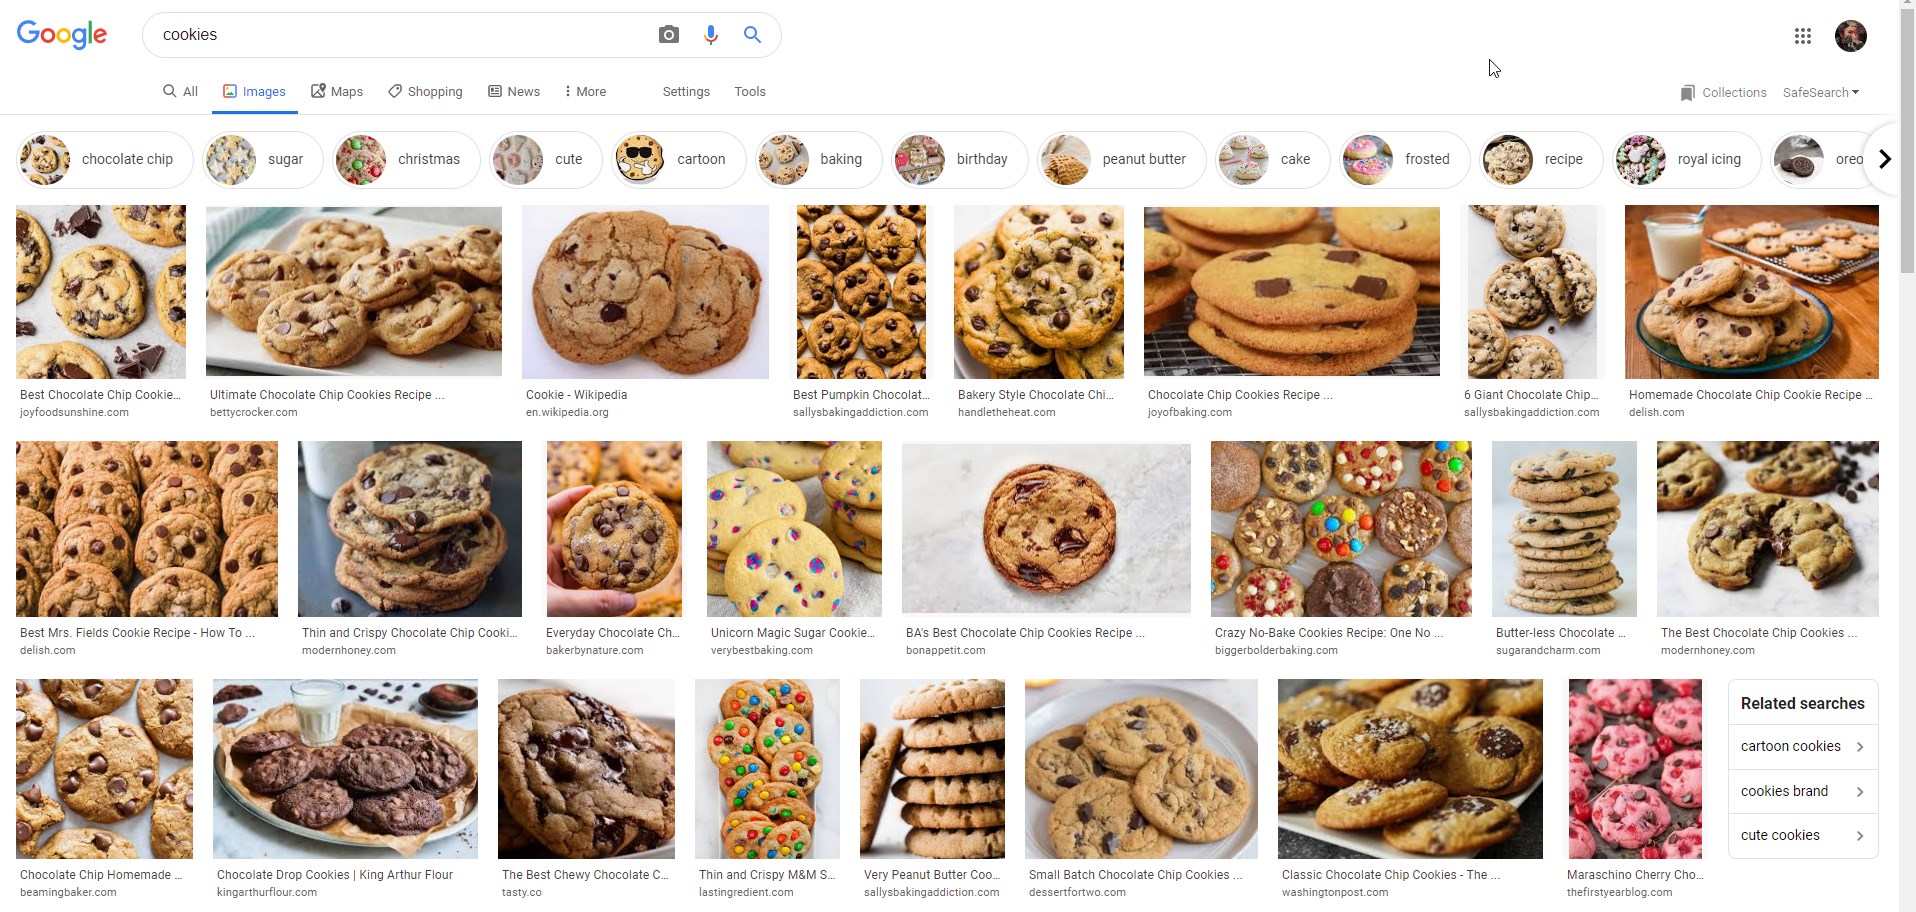 Google
cookies
All
Images
Maps
Shopping
News
More
Settings
Tools
Collections
SafeSearch
chocolate chip
sugar
christmas
cute
cartoon
baking
birthday
peanut butter
cake
frosted
recipe
royal icing
oreo
Best Chocolate Chip Cookie...
joyfoodsunshine.com
Ultimate Chocolate Chip Cookies Recipe ...
bettycrocker.com
Cookie - Wikipedia
en.wikipedia.org
Best Pumpkin Chocolat...
sallysbakingaddiction.com
Bakery Style Chocolate Chi...
handletheheat.com
Chocolate Chip Cookies Recipe ...
joyofbaking.com
6 Giant Chocolate Chip...
sallysbakingaddiction.com
Homemade Chocolate Chip Cookie Recipe ...
delish.com
Best Mrs. Fields Cookie Recipe - How To ...
delish.com
Thin and Crispy Chocolate Chip Cooki...
modernhoney.com
Everyday Chocolate Ch...
bakerbynature.com
Unicorn Magic Sugar Cookie...
verybestbaking.com
BA's Best Chocolate Chip Cookies Recipe ...
bonappetit.com
Crazy No-Bake Cookies Recipe: One No ...
biggerbolderbaking.com
Butter-less Chocolate ...
sugarandcharm.com
The Best Chocolate Chip Cookies ...
modernhoney.com
Chocolate Chip Homemade ...
beamingbaker.com
Chocolate Drop Cookies | King Arthur Flour
kingarthurflour.com
The Best Chewy Chocolate C...
tasty.co
Thin and Crispy M&M S...
lastingredient.com
Very Peanut Butter Coo...
sallysbakingaddiction.com
Small Batch Chocolate Chip Cookies ...
dessertfortwo.com
Classic Chocolate Chip Cookies - The ...
washingtonpost.com
Maraschino Cherry Cho...
thefirstyearblog.com
Related searches
cartoon cookies
cookies brand
cute cookies